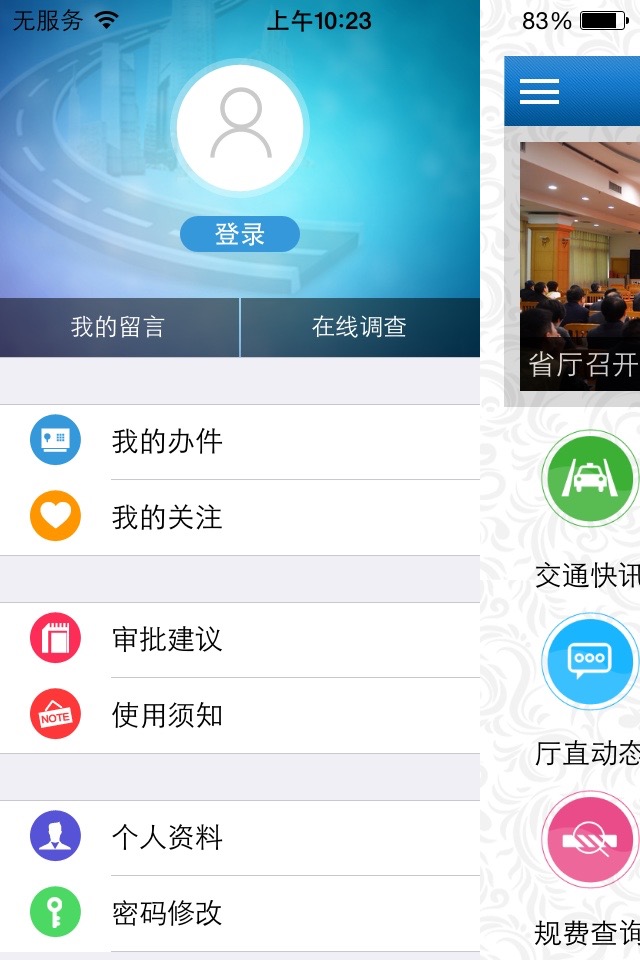 无服务
上午10:23
83%
登录
我的留言
在线调查
我的办件
我的关注
审批建议
NOTE
使用须知
个人资料
密码修改
省厅召开
交通快讯
厅直动态
规费查询